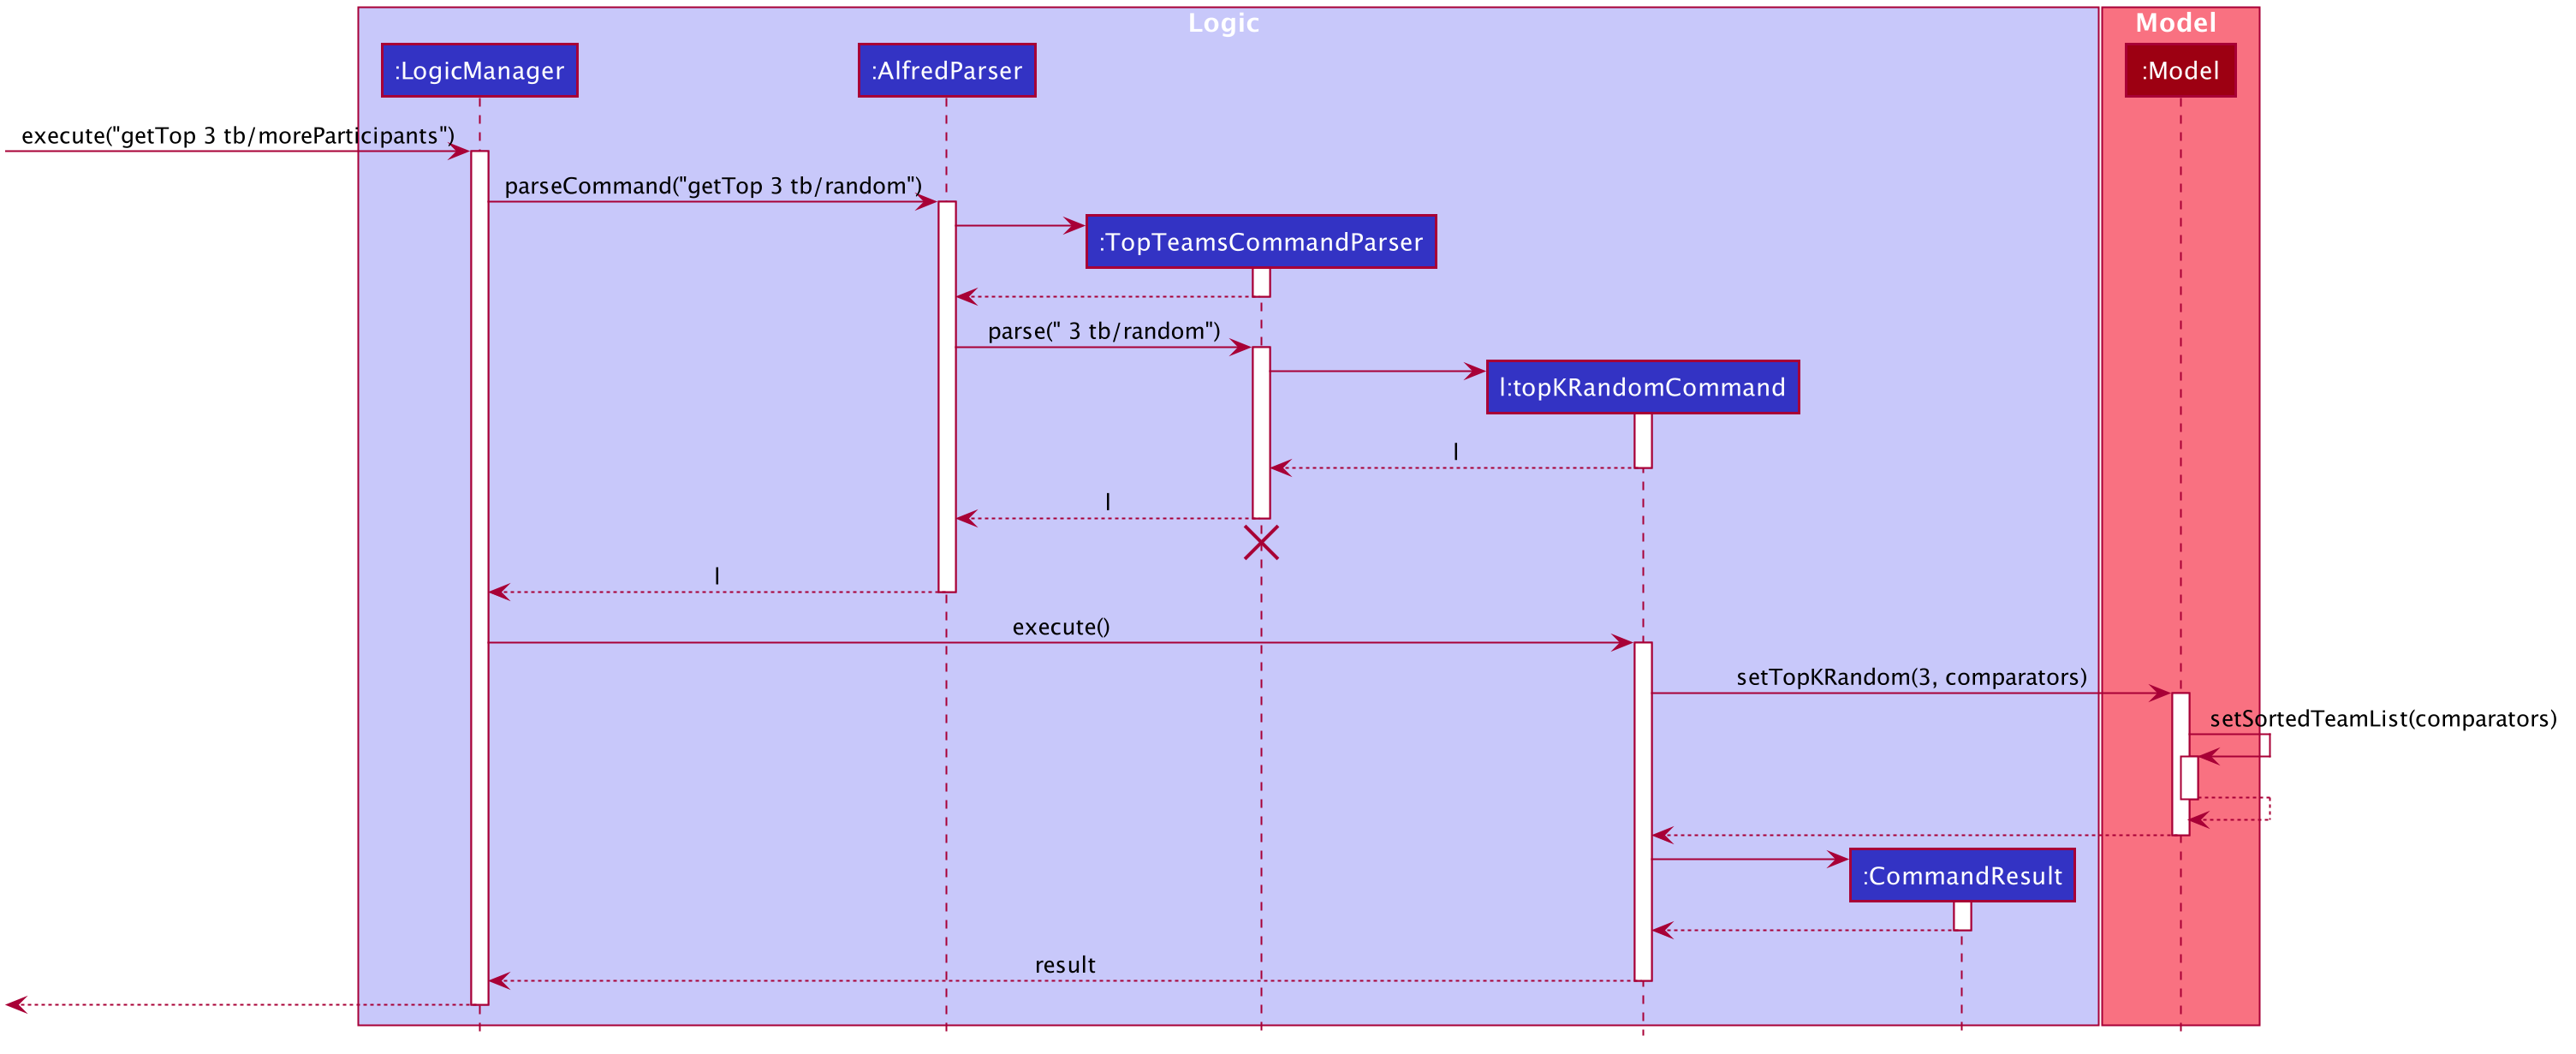 Logic
Model
:LogicManager
:AlfredParser
:Model
execute("getTop 3 tb/moreParticipants")
parseCommand("getTop 3 tb/random")
:TopTeamsCommandParser
parse(" 3 tb/random")
l:topKRandomCommand
l
l
l
execute()
setTopKRandom(3, comparators)
setSortedTeamList(comparators)
:CommandResult
result